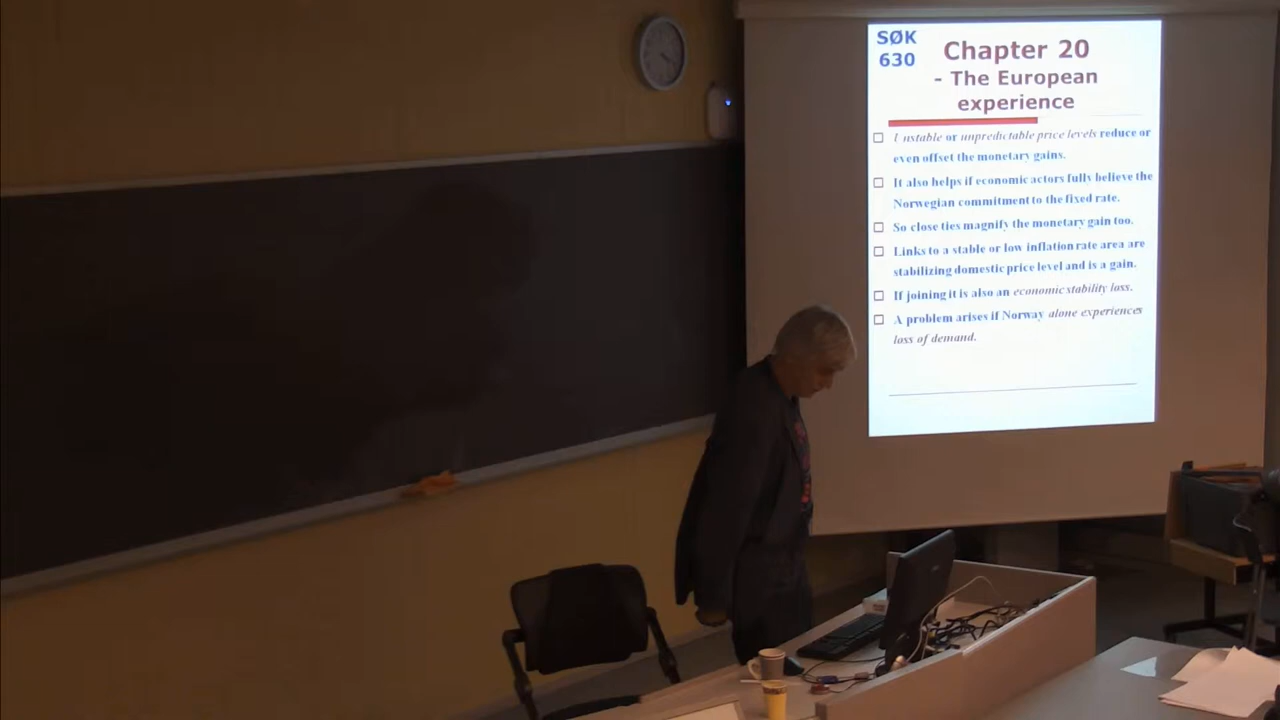 SØK
630
Chapter 20
- The European
experience
Unstable or unpredictable price levels reduce or
even offset the monetary gains.
It also helps if economic actors fully believe the
Norwegian commitment to the fixed rate.
So close ties magnify the monetary gain too.
Links to a stable or low inflation rate area are
stabilizing domestic price level and is a gain.
If joining it is also an economic stability loss.
A problem arises if Norway alone experiences
loss of demand.